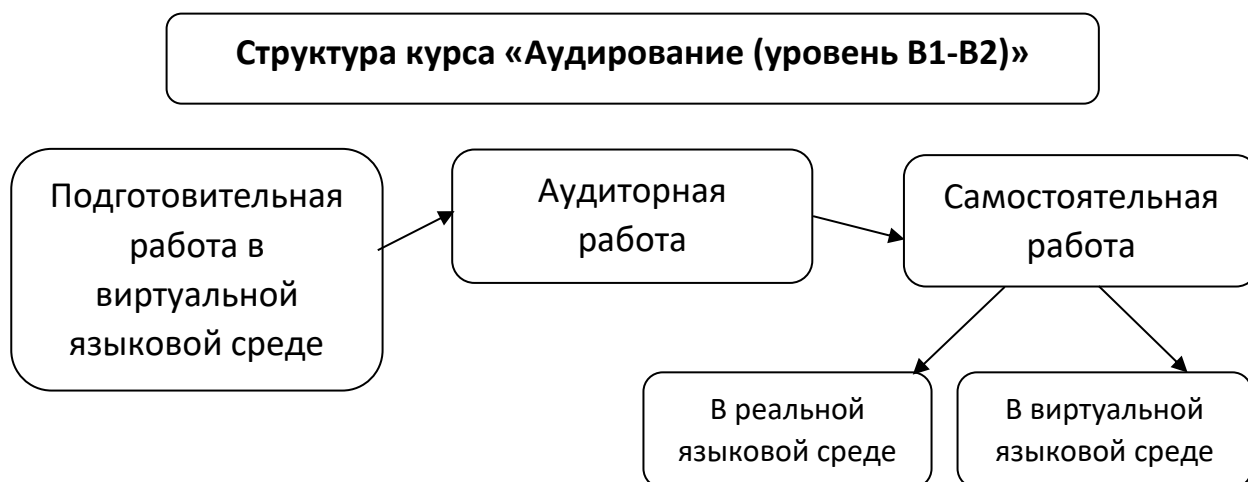 Структура курса «Аудирование (уровень В1-В2)»
Подготовительная
работа в
виртуальной
языковой среде
Аудиторная
работа
Самостоятельная
работа
В реальной
языковой среде
В виртуальной
языковой среде